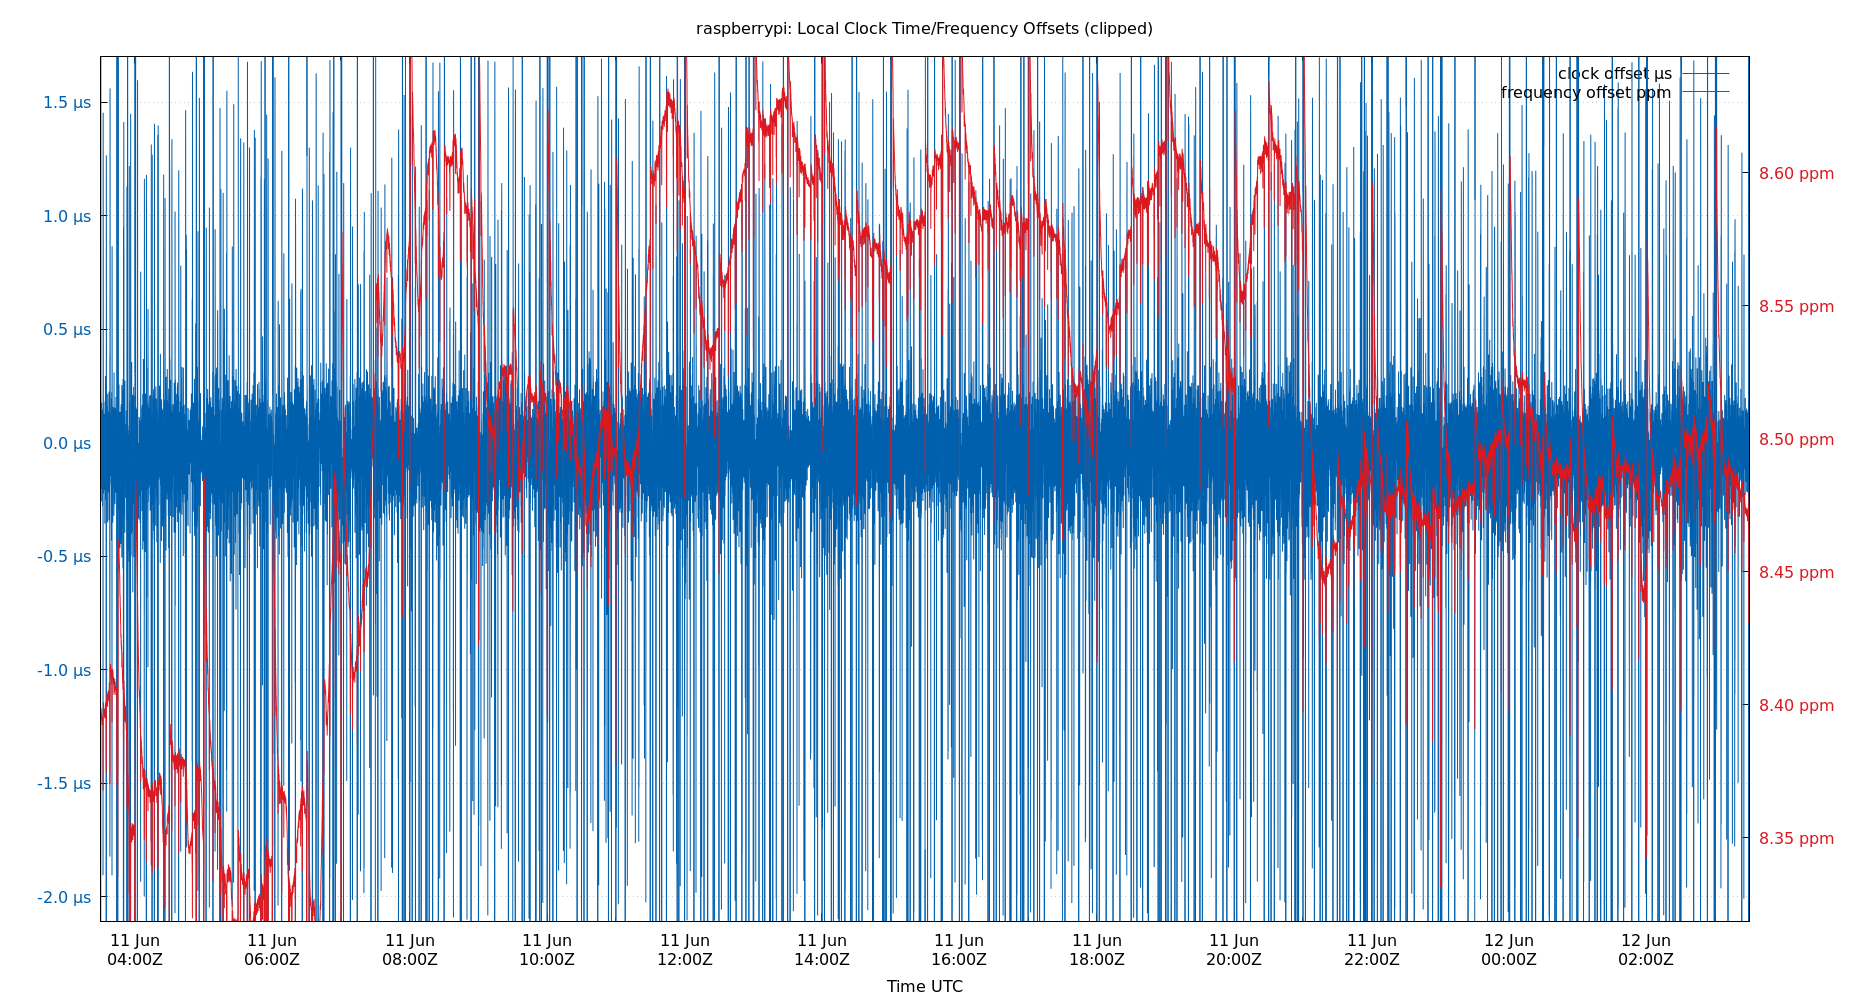 raspberrypi: Local Clock Time/Frequency Offsets (clipped)
clock offset µs
frequency offset ppm
1.5 µs
1.0 µs
0.5 µs
0.0 µs
-0.5 µs
-1.0 µs
-1.5 µs
-2.0 µs
8.60 ppm
8.55 ppm
8.50 ppm
8.45 ppm
8.40 ppm
8.35 ppm
11 Jun 11 Jun 11 Jun 11 Jun 11 Jun 11 Jun 11 Jun 11 Jun 11 Jun 11 Jun 12 Jun 12 Jun
04:00Z 06:00Z 08:00Z 10:00Z 12:00Z 14:00Z 16:00Z 18:00Z 20:00Z 22:00Z 00:00Z 02:00Z
Time UTC